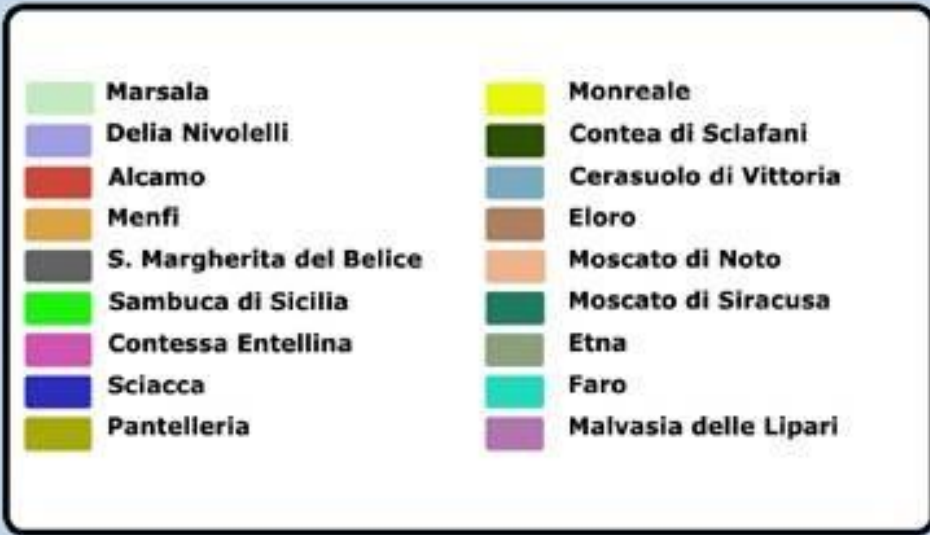 Marsala
Delia Nivolelli
Alcamo
Menfi
S. Margherita del Belice
Sambuca di Sicilia
Contessa Entellina
Sciacca
Pantelleria
Monreale
Contea di Sclafani
Cerasuolo di Vittoria
Eloro
Moscato di Noto
Moscato di Siracusa
Etna
Faro
Malvasia delle Lipari